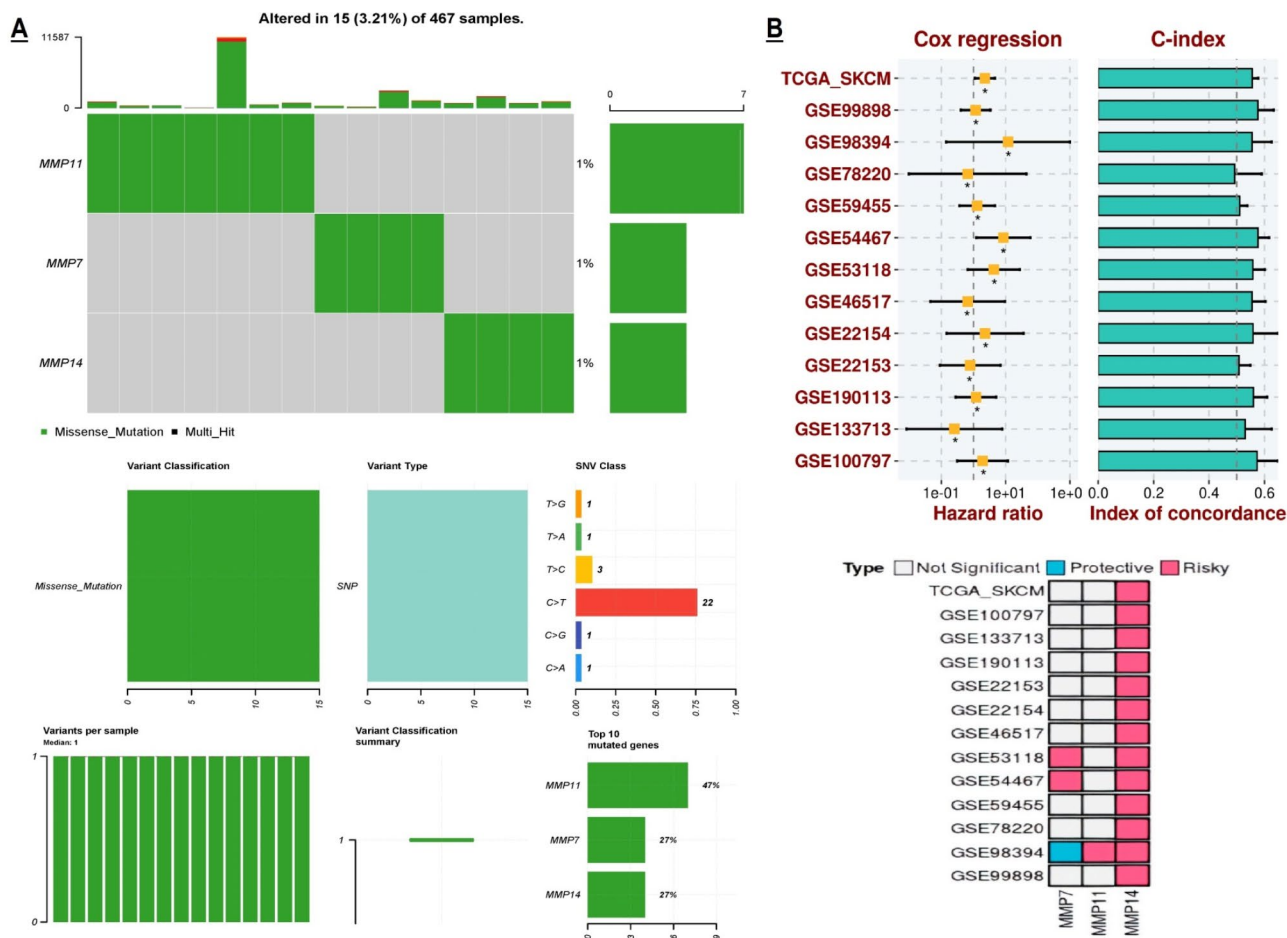 A
Altered in 15 (3.21%) of 467 samples.
11587
0
0 7
MMP11 1%
MMP7 1%
MMP14 1%
Missense_Mutation Multi_Hit
Variant Classification
Missense_Mutation
0 5 10 15
Variant Type
SNP
0 5 10 15
SNV Class
T>G 1
T>A 1
T>C 3
C>T 22
C>G 1
C>A 1
0.00 0.25 0.50 0.75 1.00
Variants per sample
Median: 1
1
0
Variant Classification
summary
1
Top 10
mutated genes
MMP11 47%
MMP7 27%
MMP14 27%
0 3 6 9
B
Cox regression C-index
TCGA_SKCM *
GSE99898 *
GSE98394 *
GSE78220 *
GSE59455 *
GSE54467 *
GSE53118 *
GSE46517 *
GSE22154 *
GSE22153 *
GSE190113 *
GSE133713 *
GSE100797 *
1e-01 1e+01 1e+0 0.0 0.2 0.4 0.6
Hazard ratio Index of concordance
Type Not Significant Protective Risky
TCGA_SKCM
GSE100797
GSE133713
GSE190113
GSE22153
GSE22154
GSE46517
GSE53118
GSE54467
GSE59455
GSE78220
GSE98394
GSE99898
MMP7 MMP11 MMP14